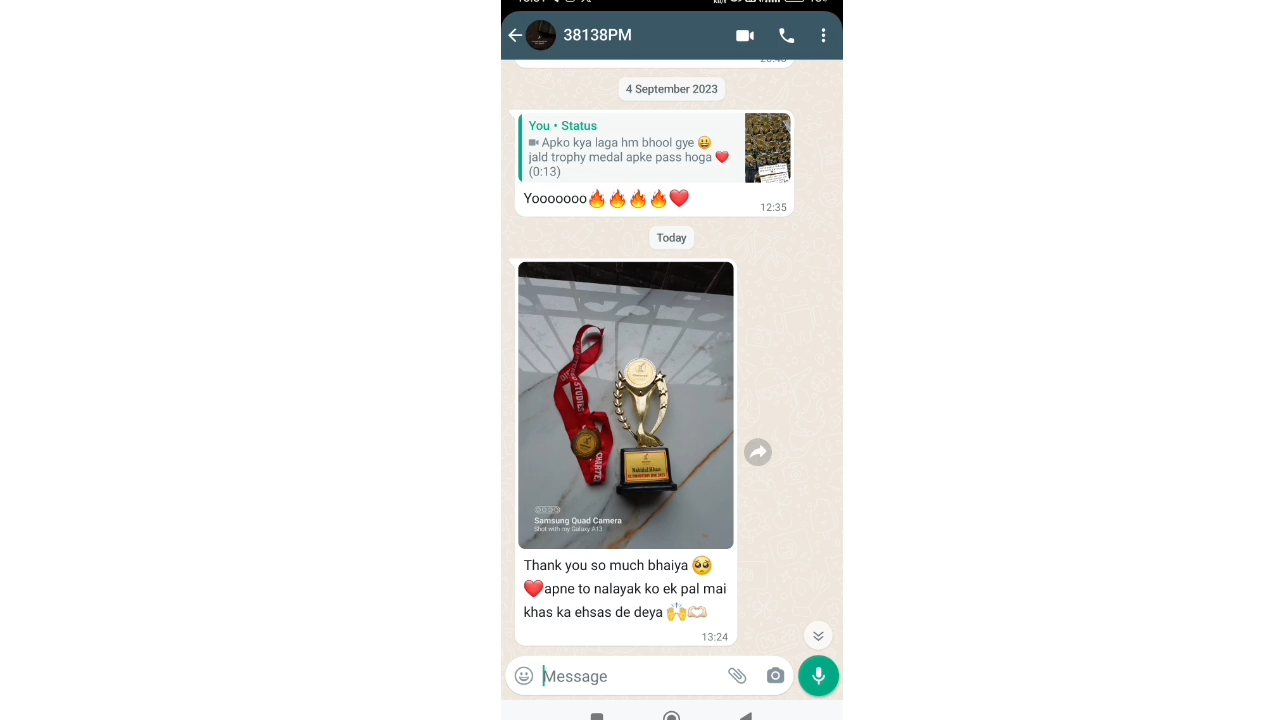 38138PM
4 September 2023
You • Status
Apko kya laga hm bhool gye 😀
jald trophy medal apke pass hoga ❤️
(0:13)
Yooooooo🔥🔥🔥🔥❤️
12:35
Today
STUDIES
CHARTE
Samsung Quad Camera
Shot with my Galaxy A13
Thank you so much bhaiya 🥺
❤️apne to nalayak ko ek pal mai
khas ka ehsas de deya 🙌🫶🏻
13:24
Message